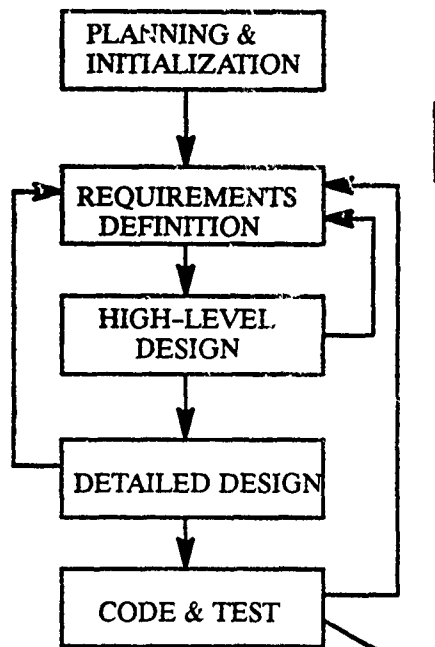 PLANNING &
INITIALIZATION
REQUIREMENTS
DEFINITION
HIGH-LEVEL
DESIGN
DETAILED DESIGN
CODE & TEST